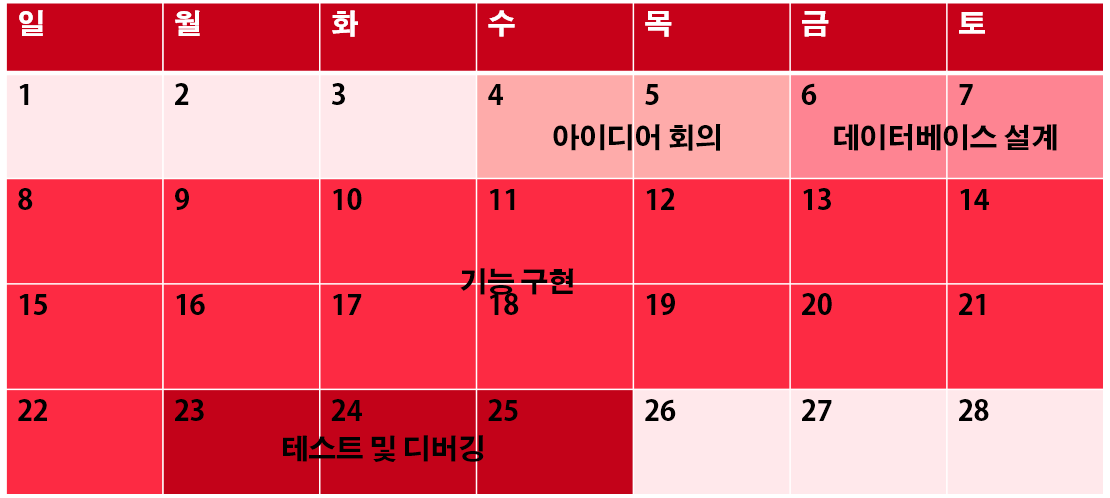 일 월 화 수 목 금 토
1 2 3 4 5 6 7
아이디어 회의 데이터베이스 설계
8 9 10 11 12 13 14
기능 구현
15 16 17 18 19 20 21
22 23 24 25 26 27 28
테스트 및 디버깅